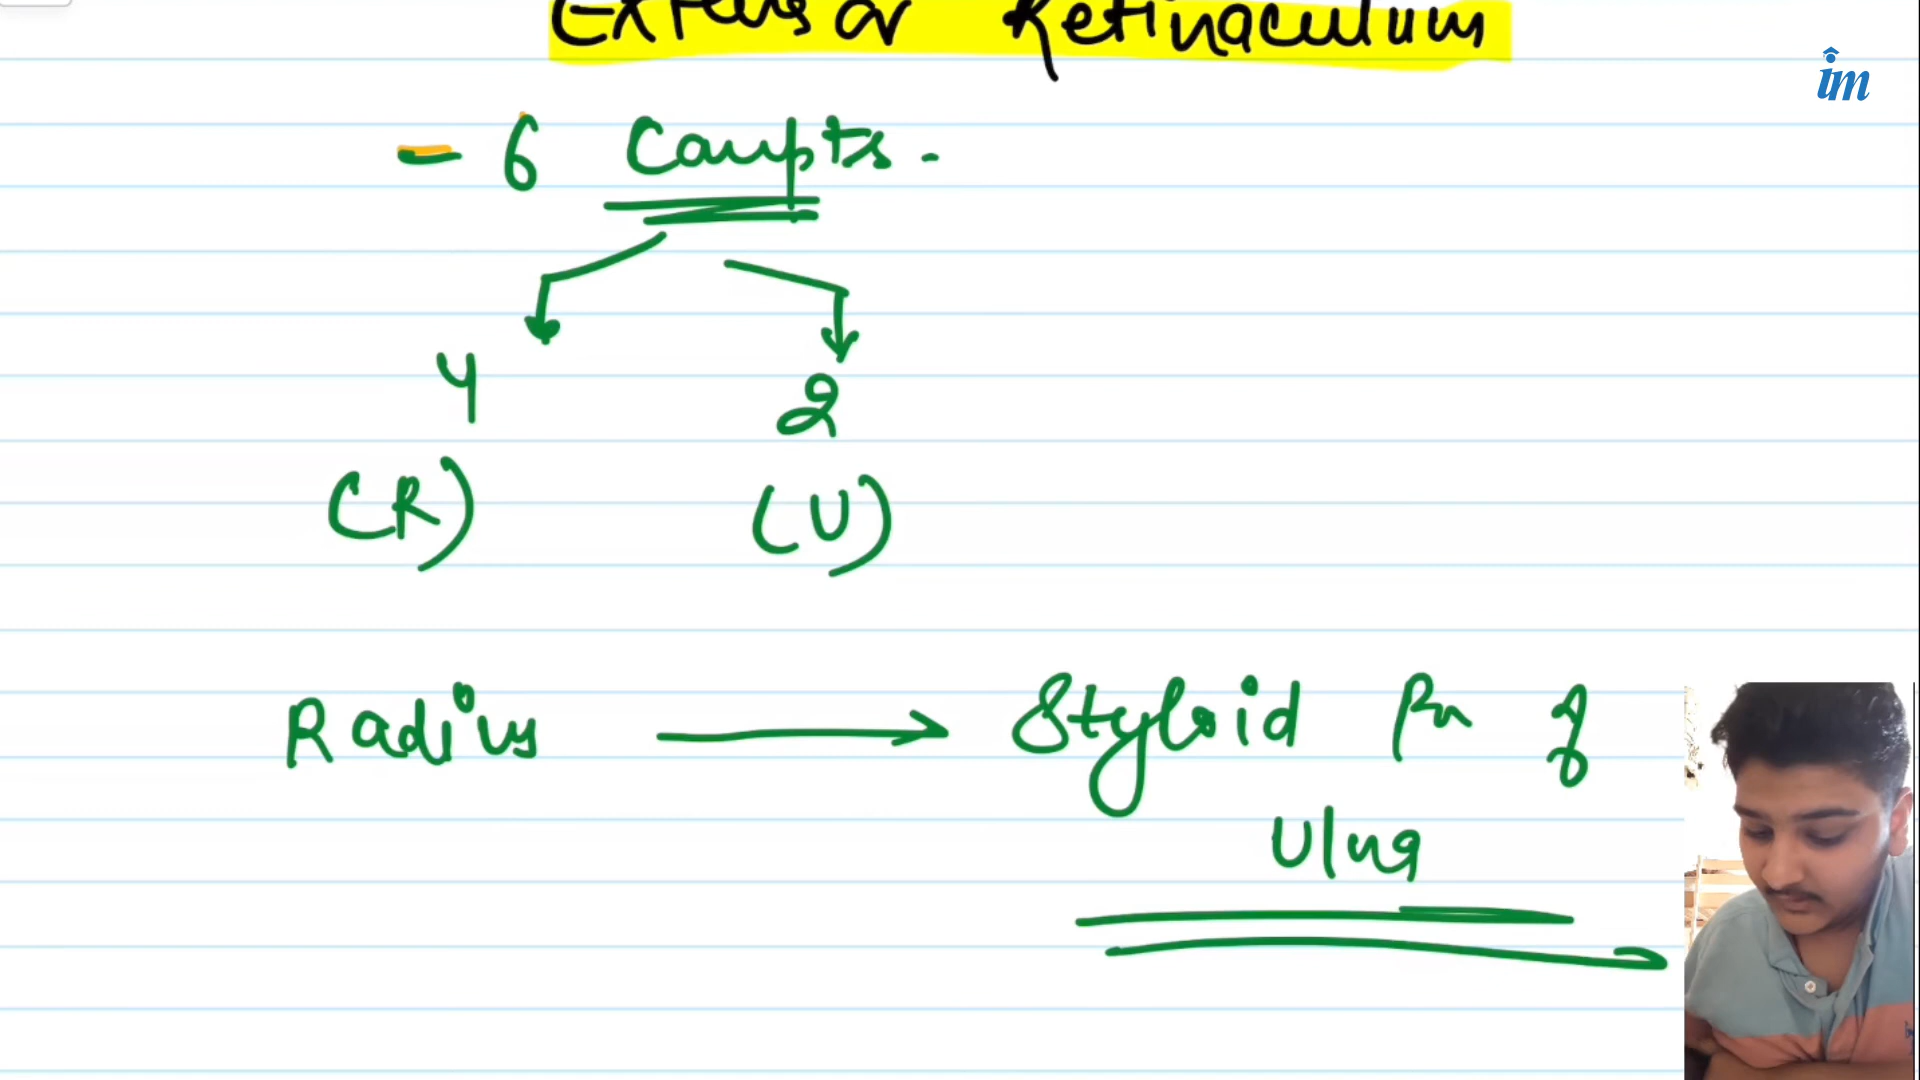 Extensor Retinaculum
im
- 6 Compts.
4 2
(R) (U)
Radius → Styloid Pr of
Ulna